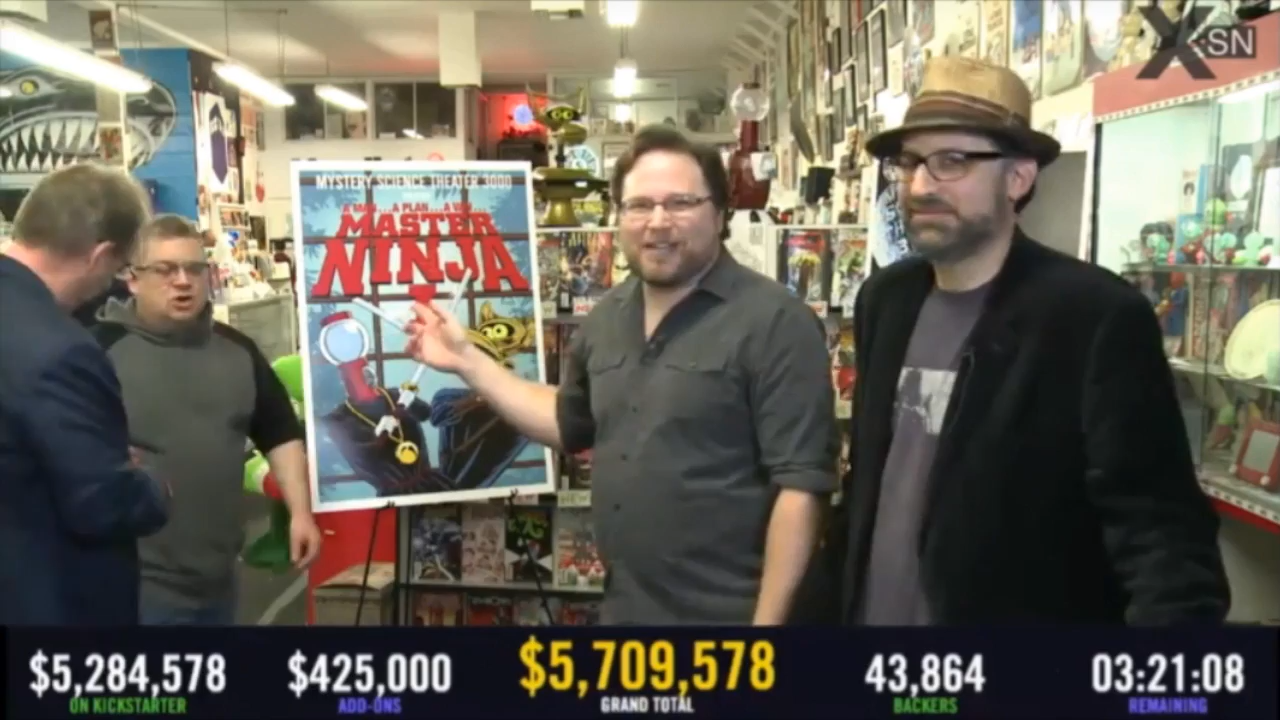 XSN
MYSTERY SCIENCE THEATER 3000
A MAN... A PLAN... A VAN...
MASTER
NINJA
I
$5,284,578
ON KICKSTARTER
$425,000
ADD-ONS
$5,709,578
GRAND TOTAL
43,864
BACKERS
03:21:08
REMAINING